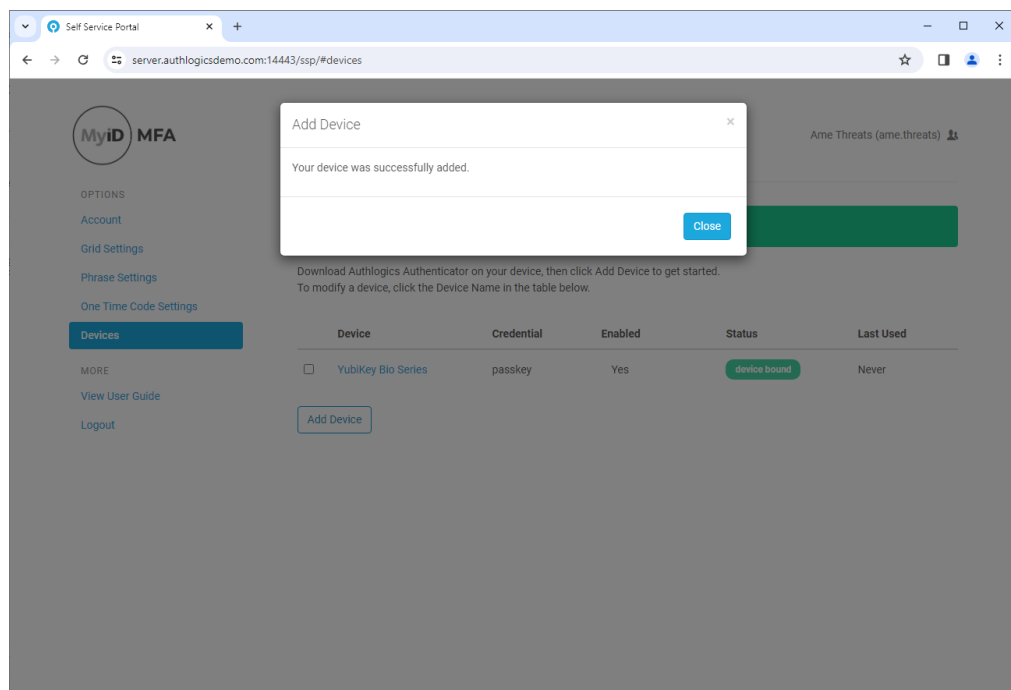 Self Service Portal
server.authlogicsdemo.com:14443/ssp/#devices
MyiD MFA
Ame Threats (ame.threats)
Add Device
×
Your device was successfully added.
Close
OPTIONS
Account
Grid Settings
Phrase Settings
One Time Code Settings
Devices
MORE
View User Guide
Logout
Download Authlogics Authenticator on your device, then click Add Device to get started.
To modify a device, click the Device Name in the table below.
Device Credential Enabled Status Last Used
YubiKey Bio Series passkey Yes device bound Never
Add Device